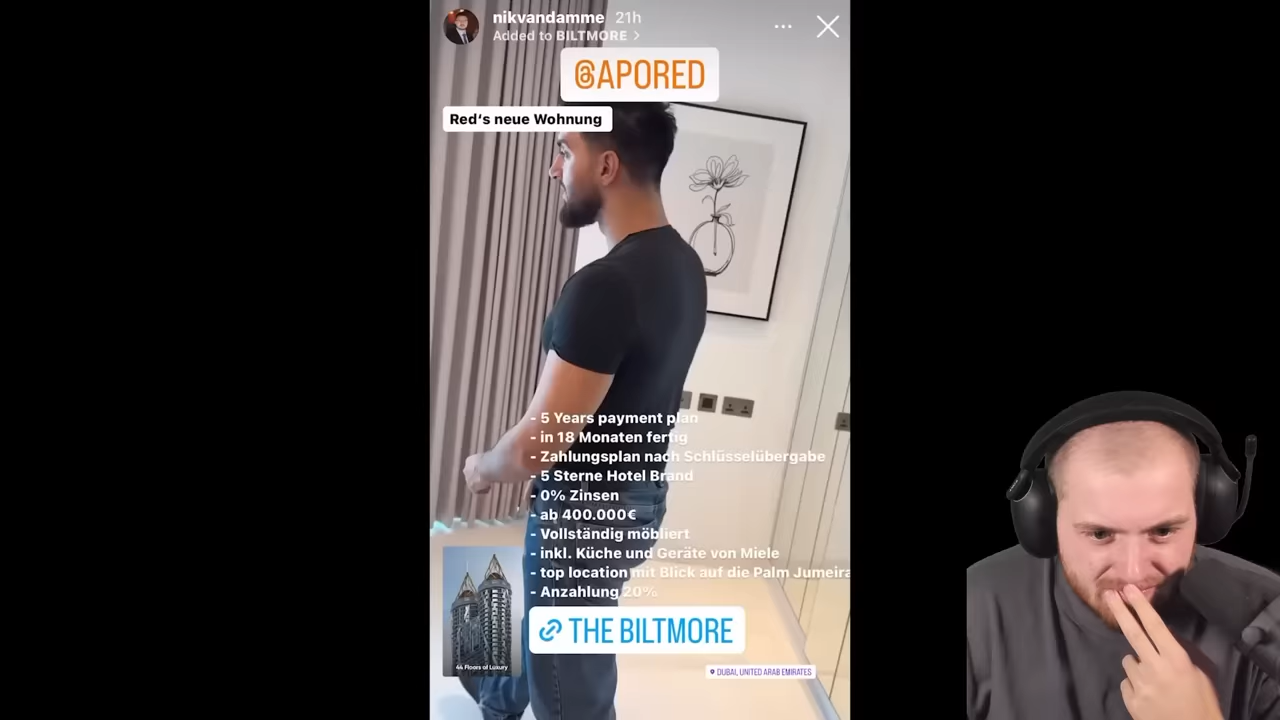 nikvandamme 21h
Added to BILTMORE >
@APORED
Red's neue Wohnung
- 5 Years payment plan
- in 18 Monaten fertig
- Zahlungsplan nach Schlüsselübergabe
- 5 Sterne Hotel Brand
- 0% Zinsen
- ab 400.000€
- Vollständig möbliert
- inkl. Küche und Geräte von Miele
- top location mit Blick auf die Palm Jumeira
- Anzahlung 20%
44 Floors of Luxury
THE BILTMORE
DUBAI, UNITED ARAB EMIRATES